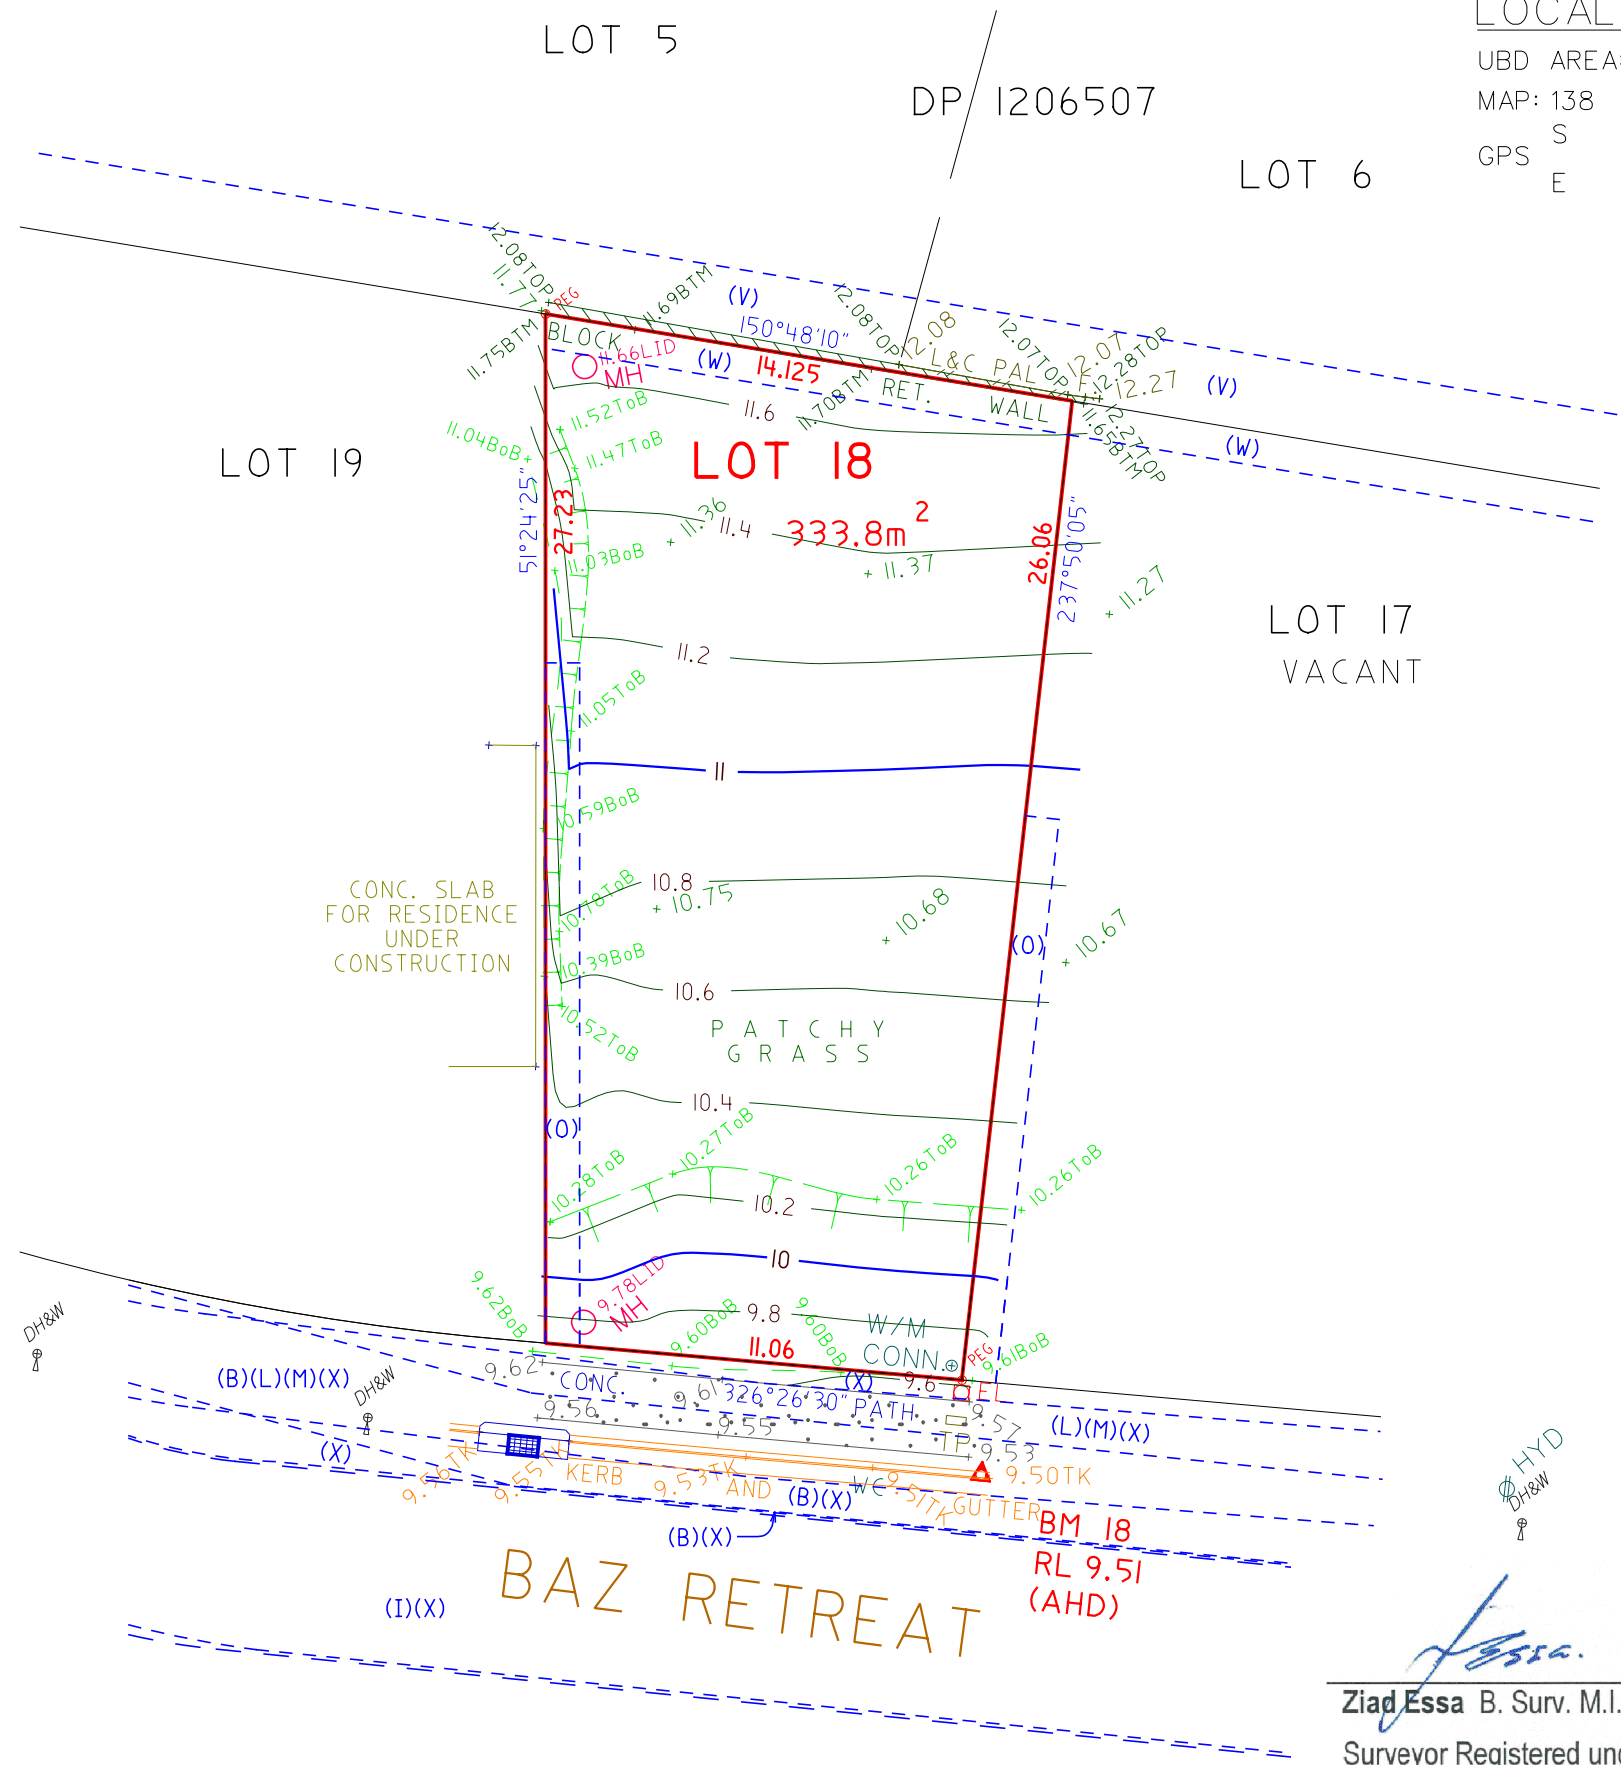 LOT 5
LOCAL
UBD AREA:
MAP: 138
S
GPS
E
DP 1206507
LOT 6
12.08TOP
11.77
PEG
11.69BTM
(V)
150°48'10"
12.08TOP
12.08
12.07TOP
12.07
12.28TOP
12.27
(V)
11.75BTM
BLOCK
11.66LID
MH
(W)
14.125
L&C PAL F.
RET.
WALL
11.70BTM
12.27TOP
11.65BTM
(W)
11.6
11.52ToB
11.04BoB
11.47ToB
LOT 19
LOT 18
51°24'25"
27.23
11.36
11.4
333.8m 2
11.37
26.06
237°50'05"
11.03BoB
11.27
LOT 17
VACANT
11.2
11.05ToB
11
10.59BoB
CONC. SLAB
FOR RESIDENCE
UNDER
CONSTRUCTION
10.8
10.75
10.78ToB
10.68
(O)
10.67
10.39BoB
10.6
10.52ToB
PATCHY
GRASS
10.4
(O)
10.27ToB
10.28ToB
10.26ToB
10.26ToB
10.2
10
9.62BoB
9.78LID
MH
9.8
9.60BoB
9.60BoB
W/M
CONN.
PEG
9.61BoB
11.06
DH&W
(B)(L)(M)(X)
DH&W
9.62
CONC.
9.61
(X)
9.6
EL
326°26'30"
PATH
9.56
9.55
9.57
TP
9.53
(L)(M)(X)
(X)
9.56TK
9.55TK
KERB
9.53TK
AND
WC
9.51TK
GUTTER
9.50TK
(B)(X)
(B)(X)
BM 18
RL 9.51
(AHD)
HYD
DH&W
BAZ RETREAT
(I)(X)
Ziad Essa B. Surv. M.I.
Surveyor Registered un